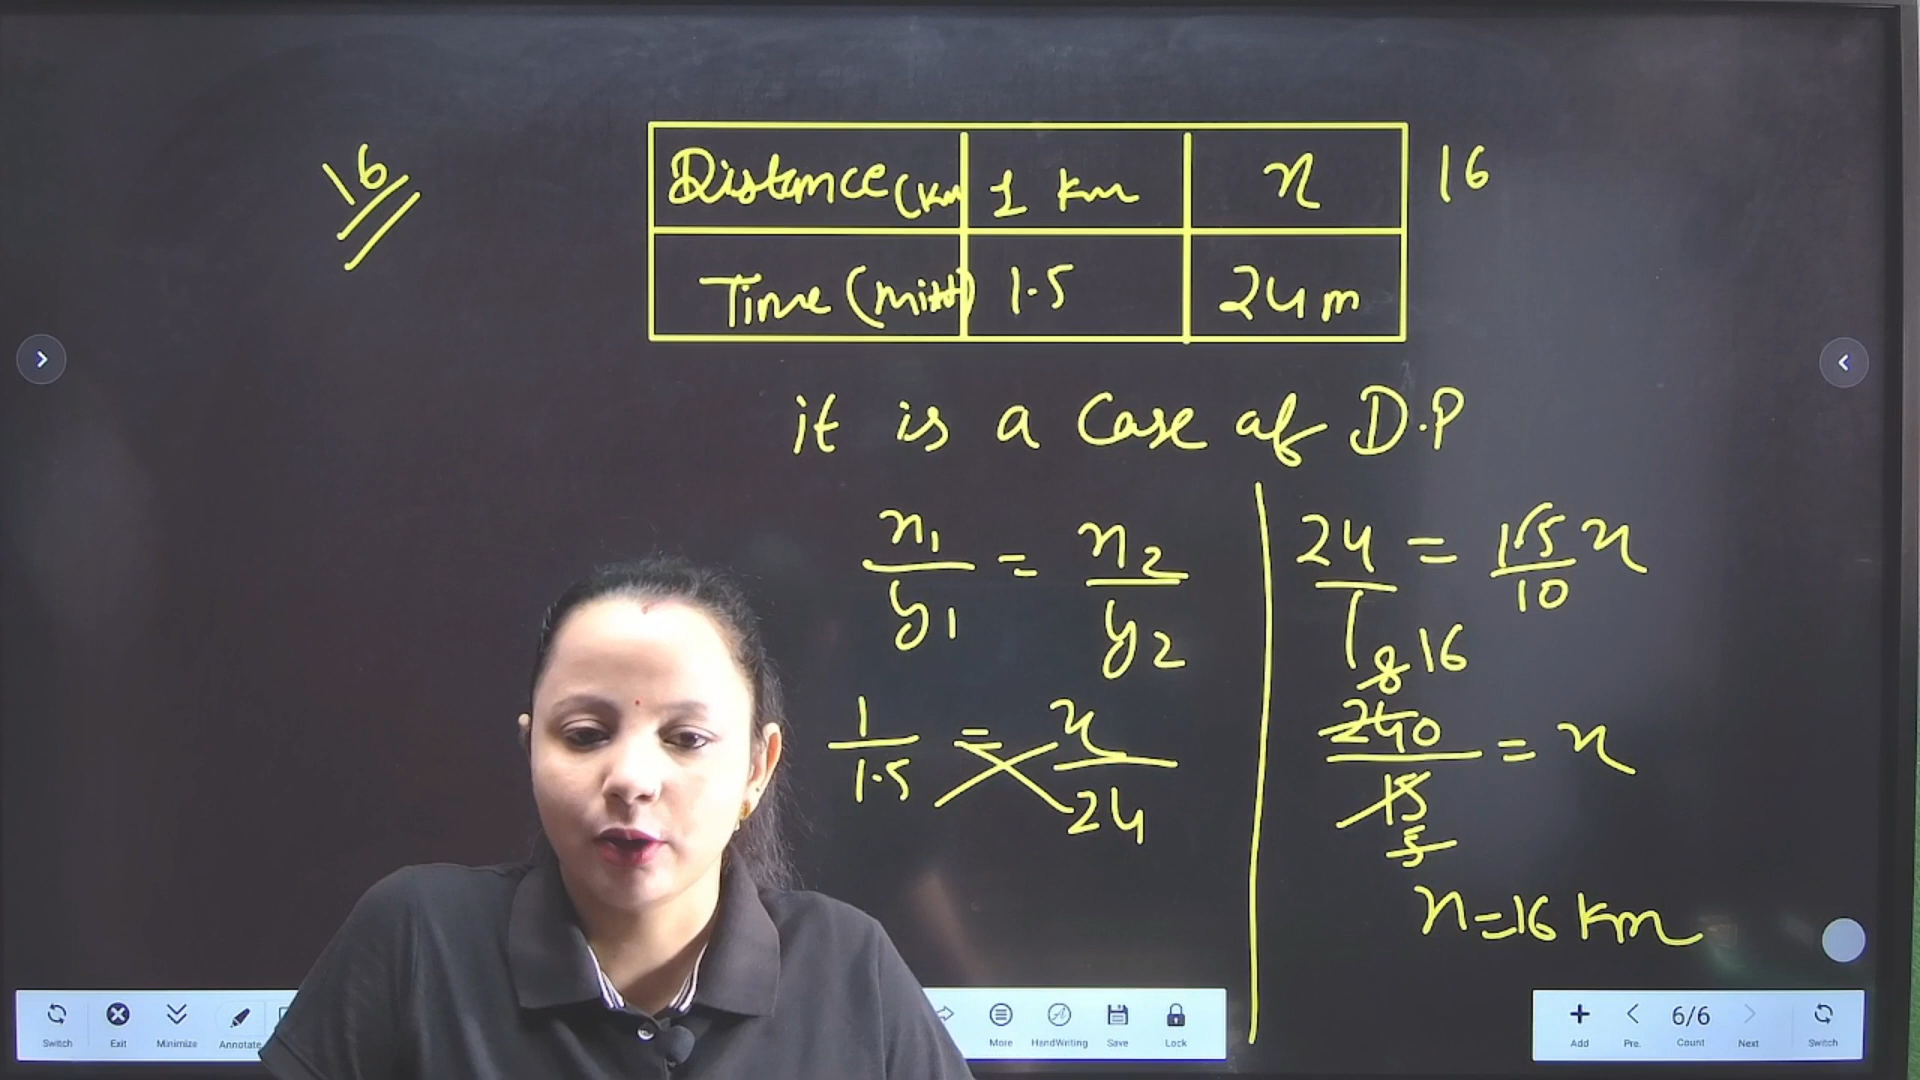 16
Distance (Km 1 Km x 16
Time ( ) 1.5 24 m
it is a Case of D.P
x1/y1 = x2/y2
1/1.5 = x/24
24/1 = 1.5/10 x
8 16
240/15 = x
5
x = 16 Km
Switch Exit Minimize Annotate More HandWriting Save Lock
Add Pre. 6/6 Count Next Switch